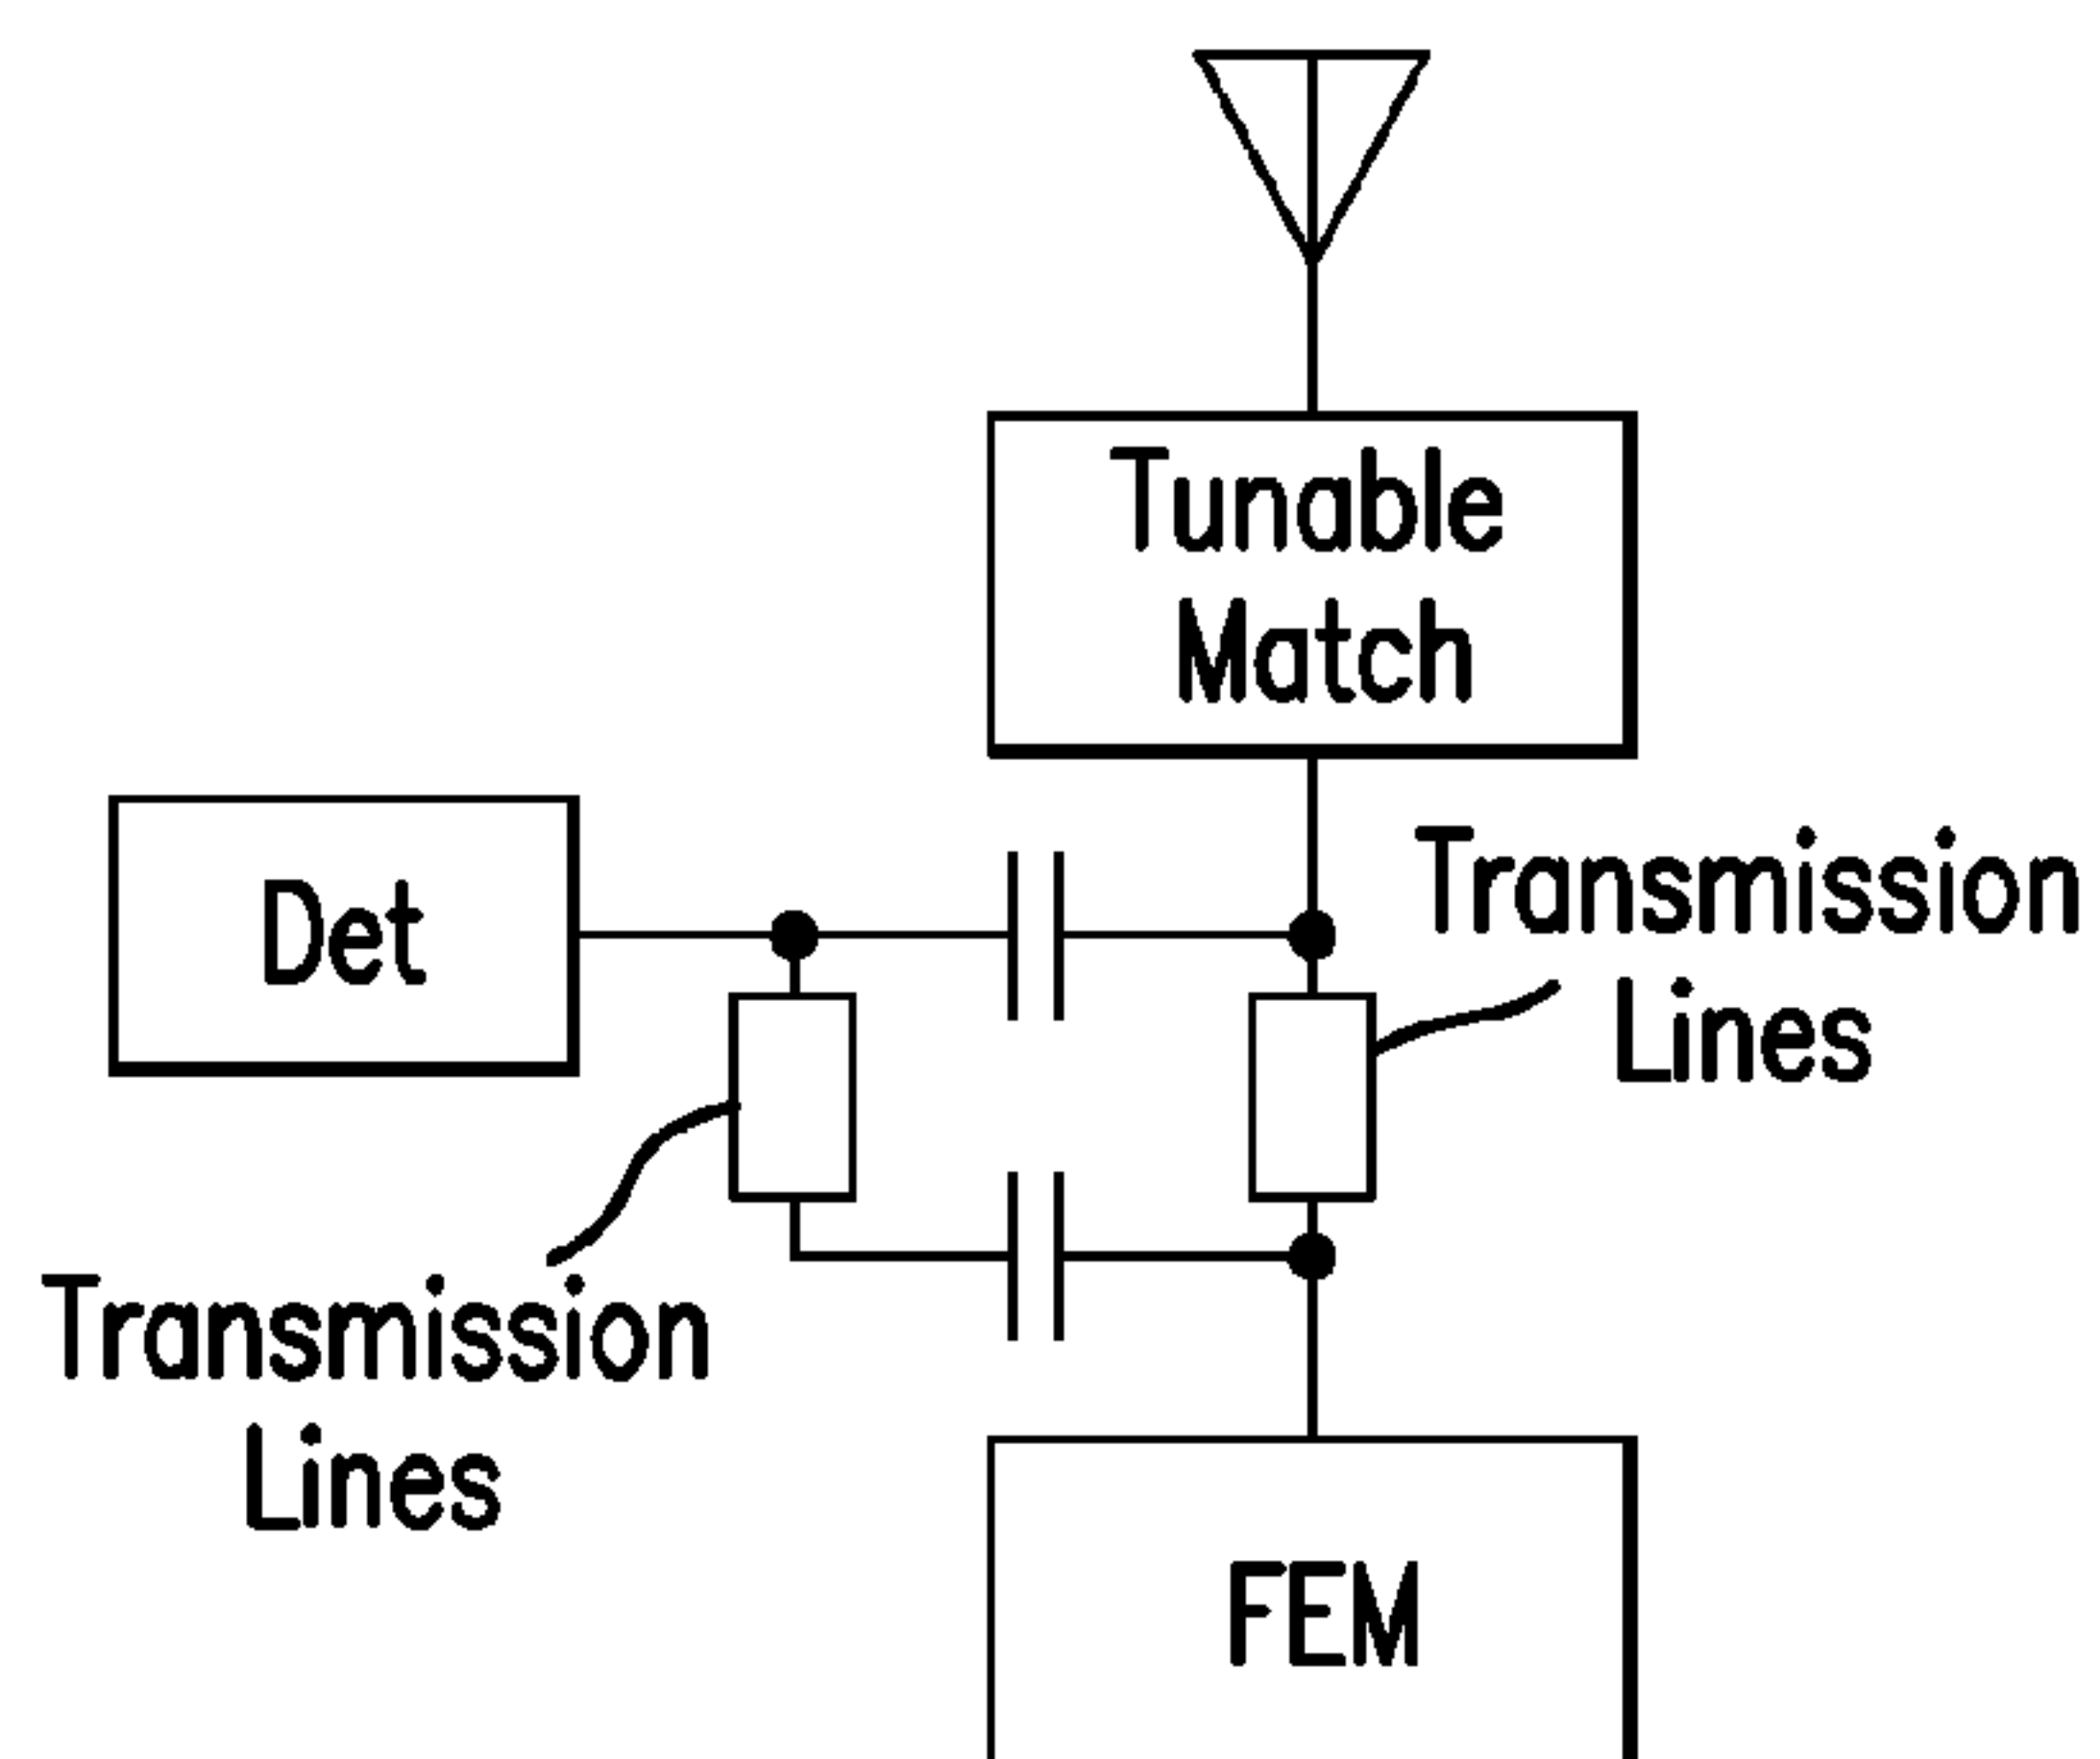 Tunable
Match
Det
Transmission
Lines
Transmission
Lines
FEM